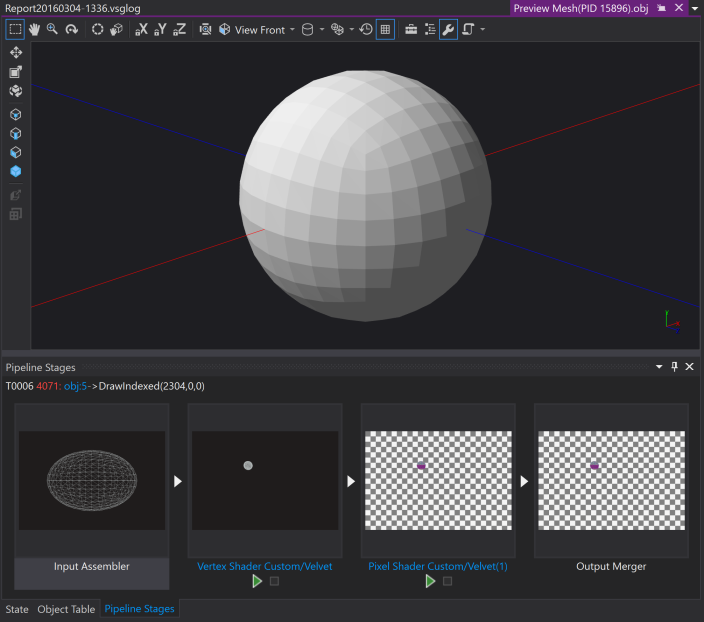 Report20160304-1336.vsglog
Preview Mesh(PID 15896).obj
X Y Z View Front
Pipeline Stages
T0006 4071: obj:5->DrawIndexed(2304,0,0)
Input Assembler
Vertex Shader Custom/Velvet
Pixel Shader Custom/Velvet(1)
Output Merger
State Object Table Pipeline Stages